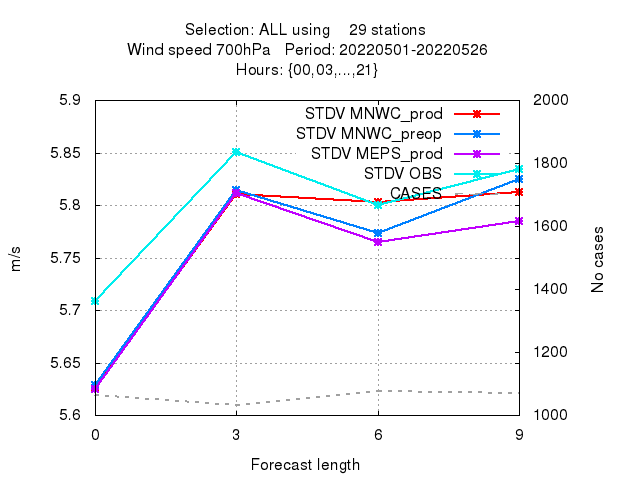 Selection: ALL using    29 stations
Wind speed 700hPa   Period: 20220501-20220526
Hours: {00,03,...,21}
5.9
2000
STDV MNWC_prod
STDV MNWC_preop
5.85
STDV MEPS_prod
1800
STDV OBS
CASES
5.8
1600
5.75
m/s
No cases
5.7
1400
5.65
1200
5.6
1000
0 3 6 9
Forecast length